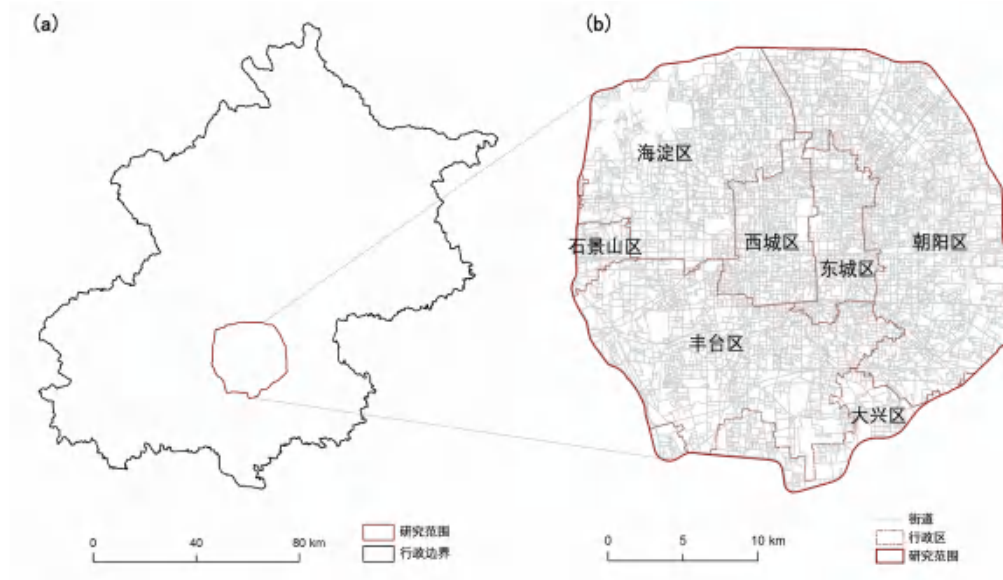 (a)
(b)
海淀区
石景山区
西城区
东城区
朝阳区
丰台区
大兴区
0 40 80 km
研究范围
行政边界
0 5 10 km
街道
行政区
研究范围